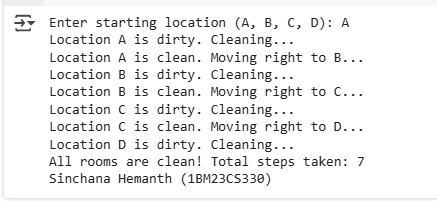 Enter starting location (A, B, C, D): A
Location A is dirty. Cleaning...
Location A is clean. Moving right to B...
Location B is dirty. Cleaning...
Location B is clean. Moving right to C...
Location C is dirty. Cleaning...
Location C is clean. Moving right to D...
Location D is dirty. Cleaning...
All rooms are clean! Total steps taken: 7
Sinchana Hemanth (1BM23CS330)